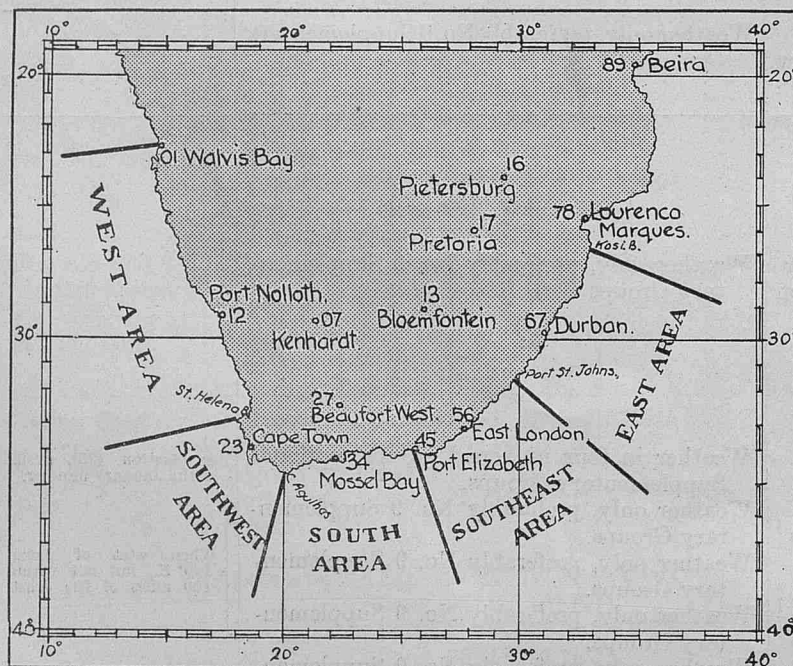 10°
20°
30°
40°
20°
20°
30°
30°
40°
40°
10°
20°
30°
40°
89 Beira
01 Walvis Bay
16
Pietersburg
78 Lourenco
Marques.
Kosi B.
17
Pretoria
WEST AREA
Port Nolloth.
12
07
Kenhardt
13
Bloemfontein
67 Durban.
Port St. Johns.
EAST AREA
St. Helena B.
27
Beaufort West.
56
East London
23 Cape Town
34
Mossel Bay
45
Port Elizabeth
C. Agulhas
SOUTHWEST
AREA
SOUTH
AREA
SOUTHEAST
AREA